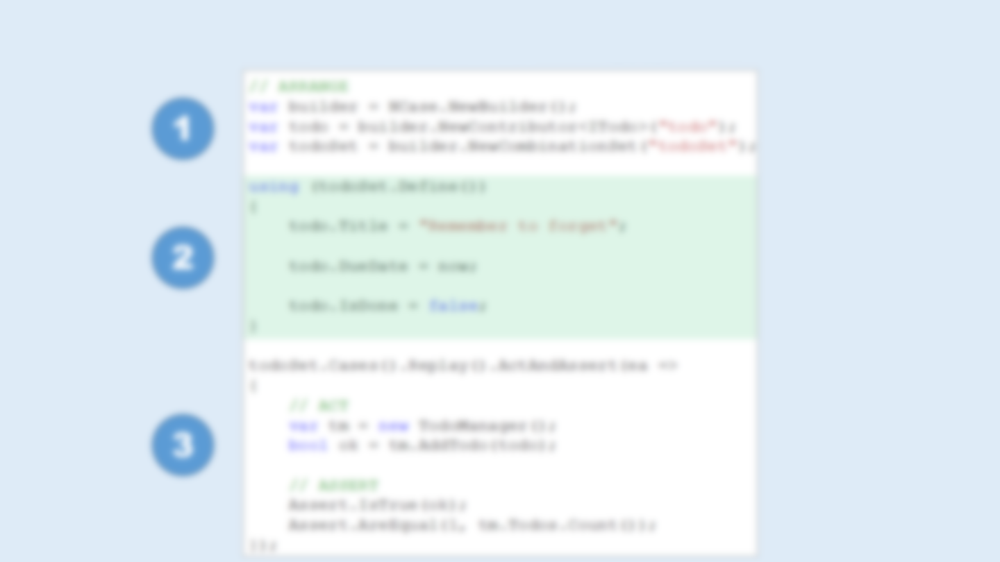 // ARRANGE
1
var builder = NCase.NewBuilder();
var todo = builder.NewContributor<ITodo>("todo");
var todoSet = builder.NewCombinationSet("todoSet");
using (todoSet.Define())
{
2
todo.Title = "Remember to forget";
todo.DueDate = now;
todo.IsDone = false;
}
todoSet.Cases().Replay().ActAndAssert(ea =>
{
3
// ACT
var tm = new TodoManager();
bool ok = tm.AddTodo(todo);
// ASSERT
Assert.IsTrue(ok);
Assert.AreEqual(1, tm.Todos.Count());
});